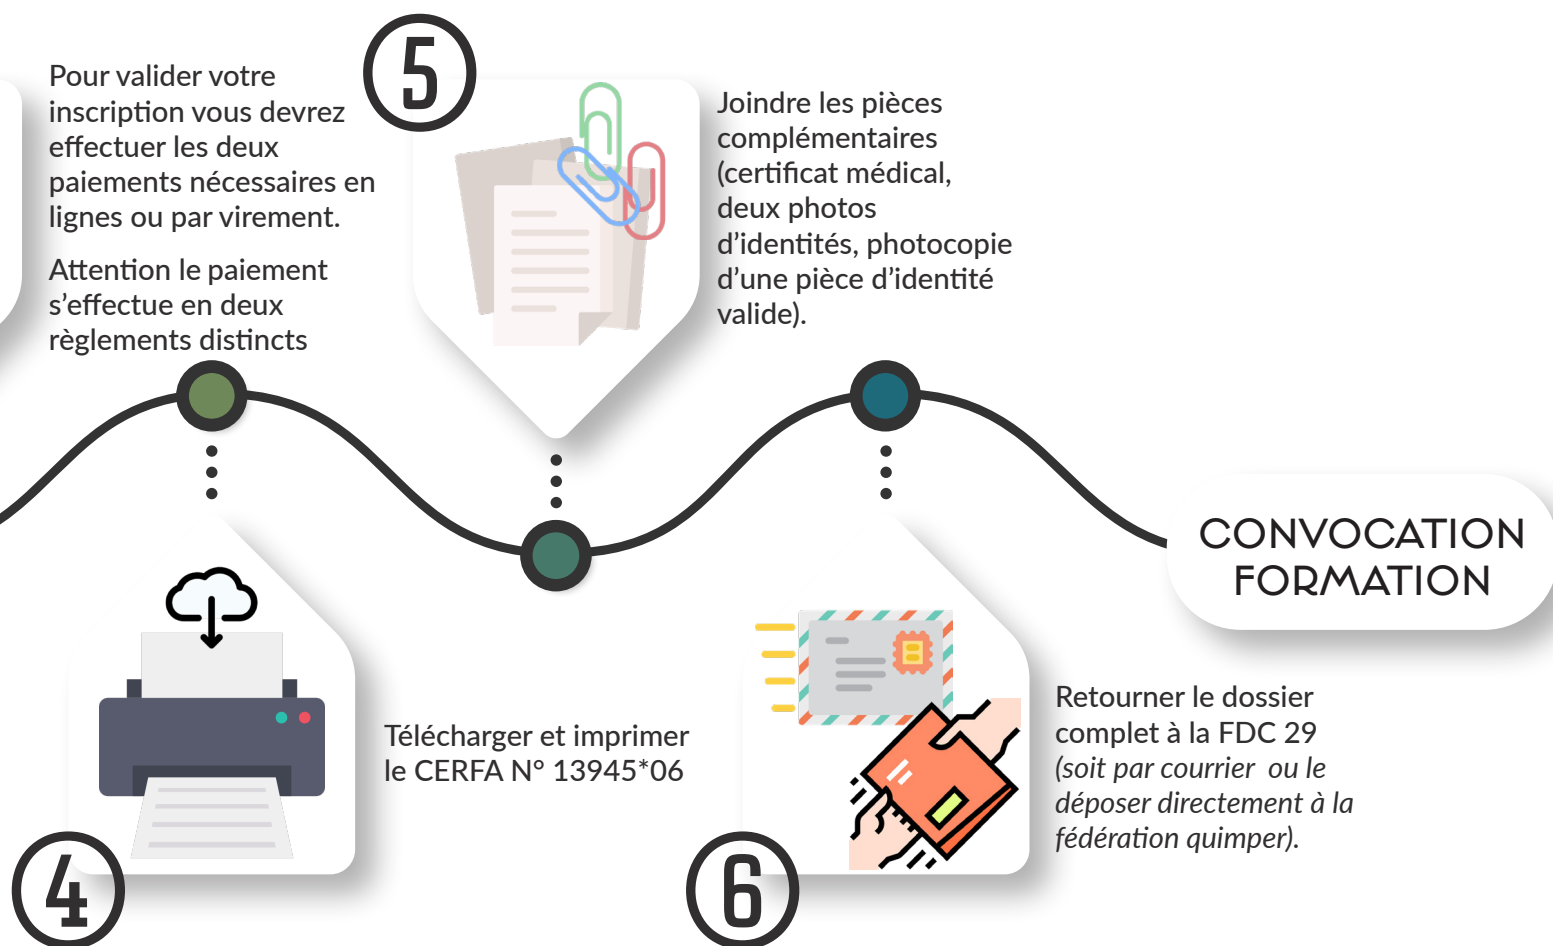 Pour valider votre
inscription vous devrez
effectuer les deux
paiements nécessaires en
lignes ou par virement.
Attention le paiement
s’effectue en deux
règlements distincts
4
Télécharger et imprimer
le CERFA N° 13945*06
5
Joindre les pièces
complémentaires
(certificat médical,
deux photos
d’identités, photocopie
d’une pièce d’identité
valide).
6
Retourner le dossier
complet à la FDC 29
(soit par courrier ou le
déposer directement à la
fédération quimper).
CONVOCATION
FORMATION